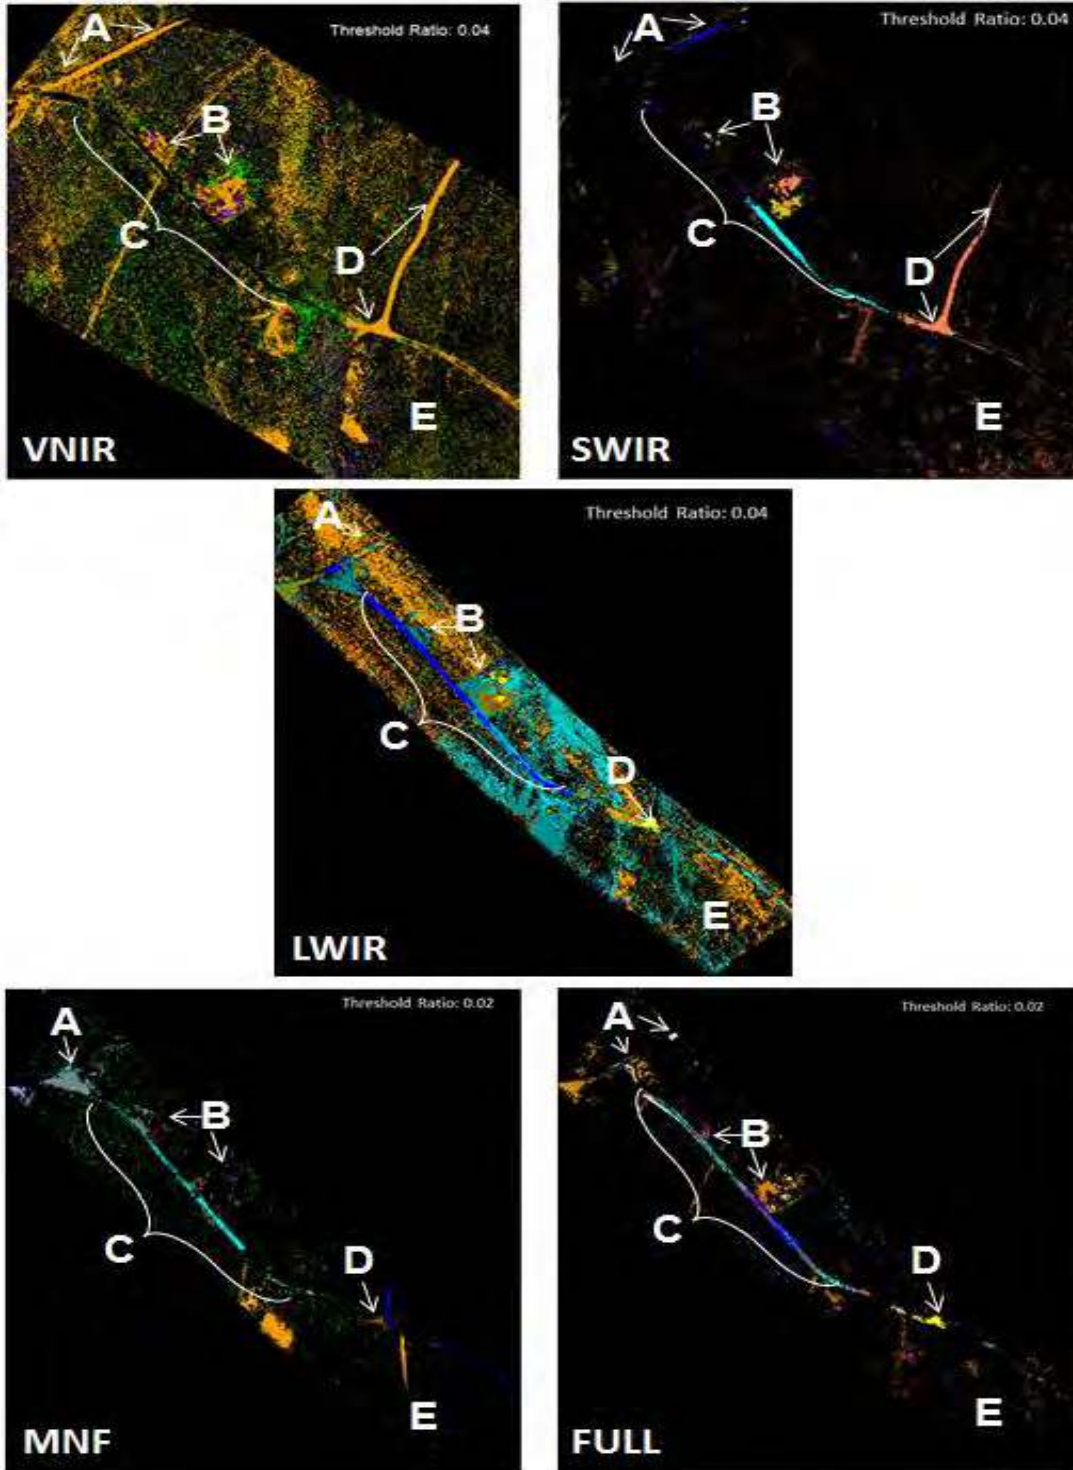 A
Threshold Ratio: 0.04
B
C
D
E
VNIR
A
Threshold Ratio: 0.04
B
C
D
E
SWIR
A
Threshold Ratio: 0.04
B
C
D
E
LWIR
A
Threshold Ratio: 0.02
B
C
D
E
MNF
A
Threshold Ratio: 0.02
B
C
D
E
FULL